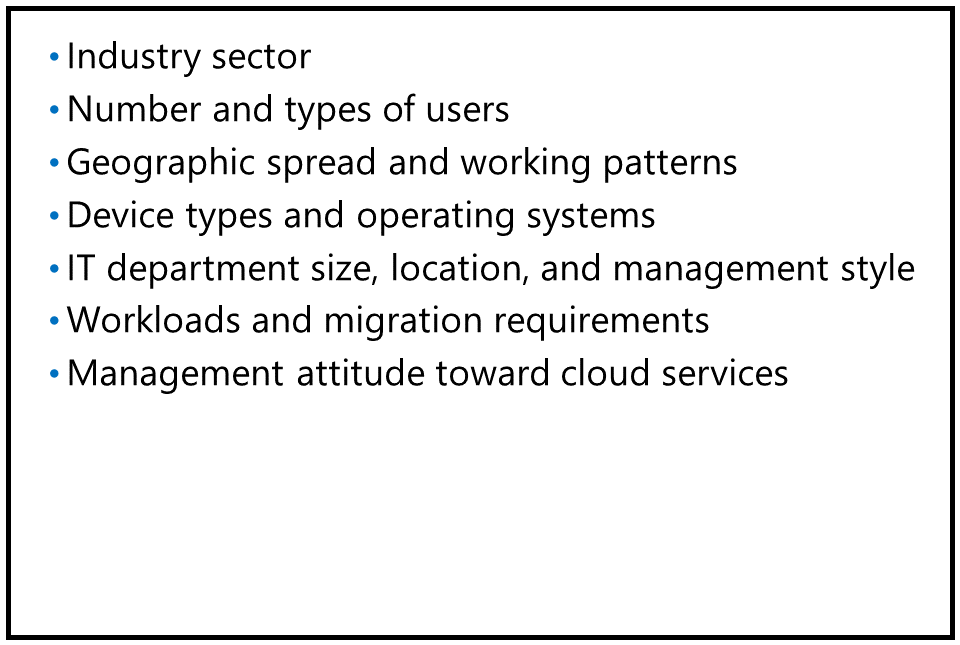 • Industry sector
• Number and types of users
• Geographic spread and working patterns
• Device types and operating systems
• IT department size, location, and management style
• Workloads and migration requirements
• Management attitude toward cloud services